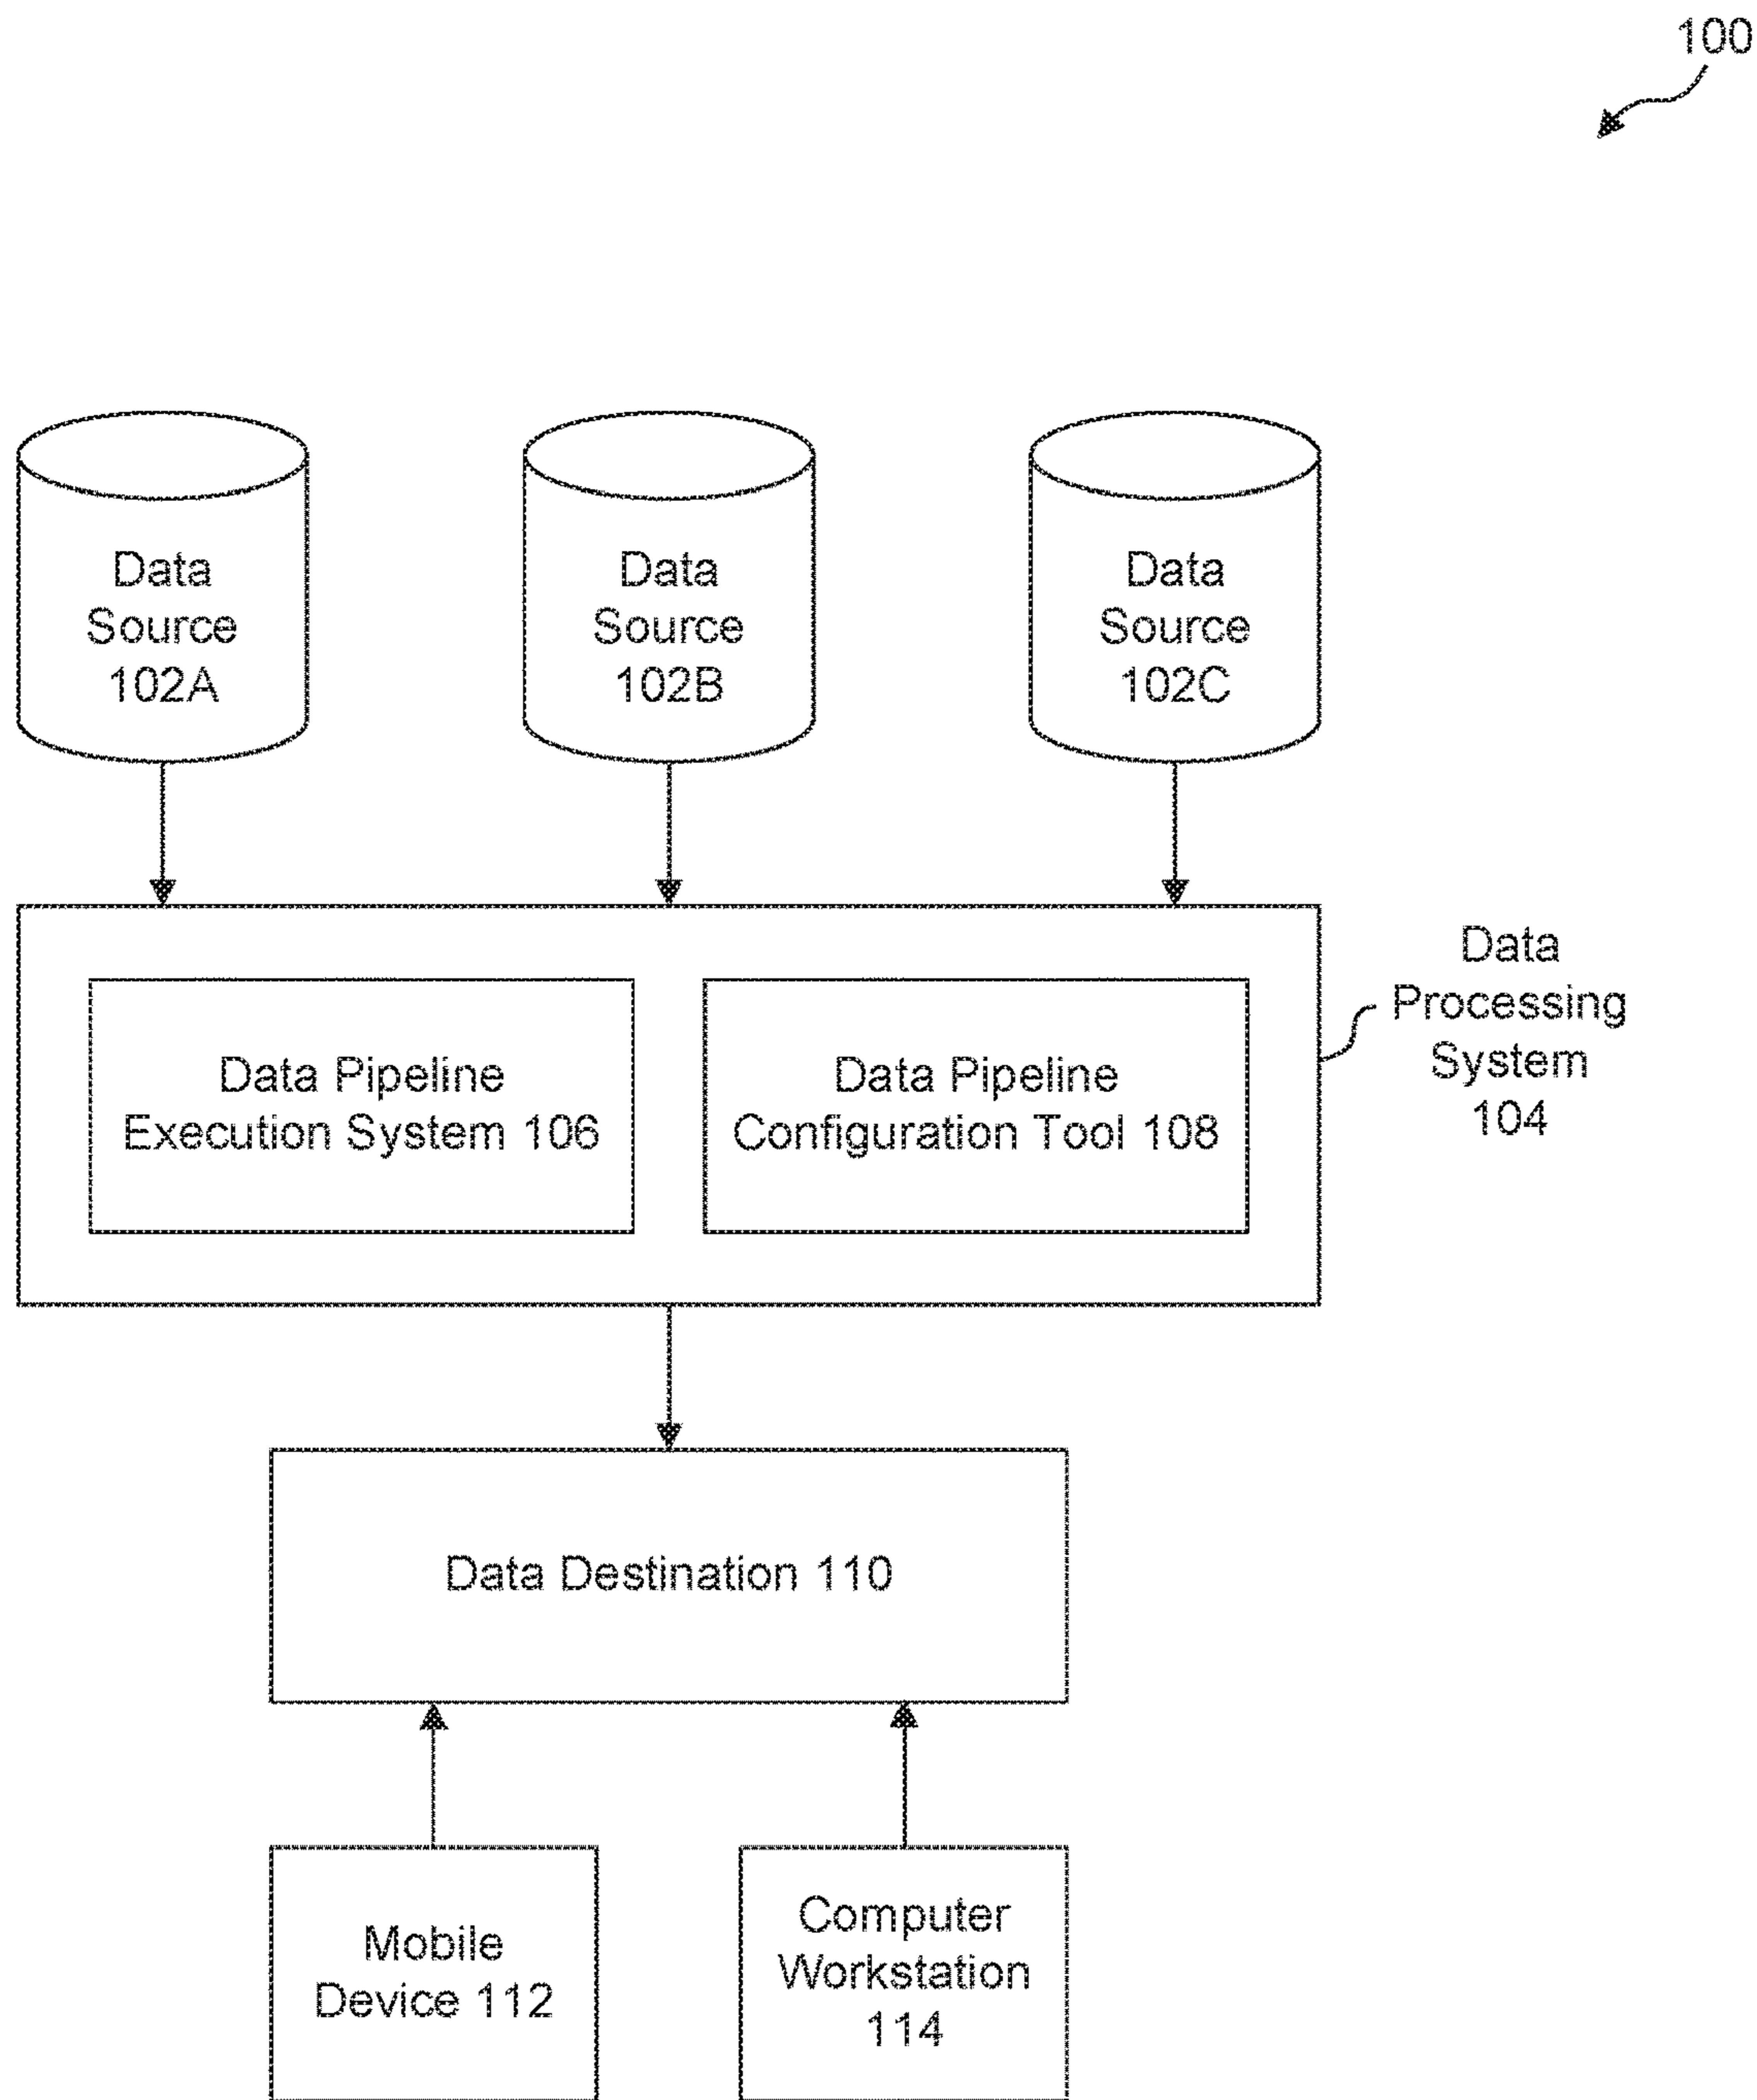 100
Data
Source
102A
Data
Source
102B
Data
Source
102C
Data
Processing
System
104
Data Pipeline
Execution System 106
Data Pipeline
Configuration Tool 108
Data Destination 110
Mobile
Device 112
Computer
Workstation
114